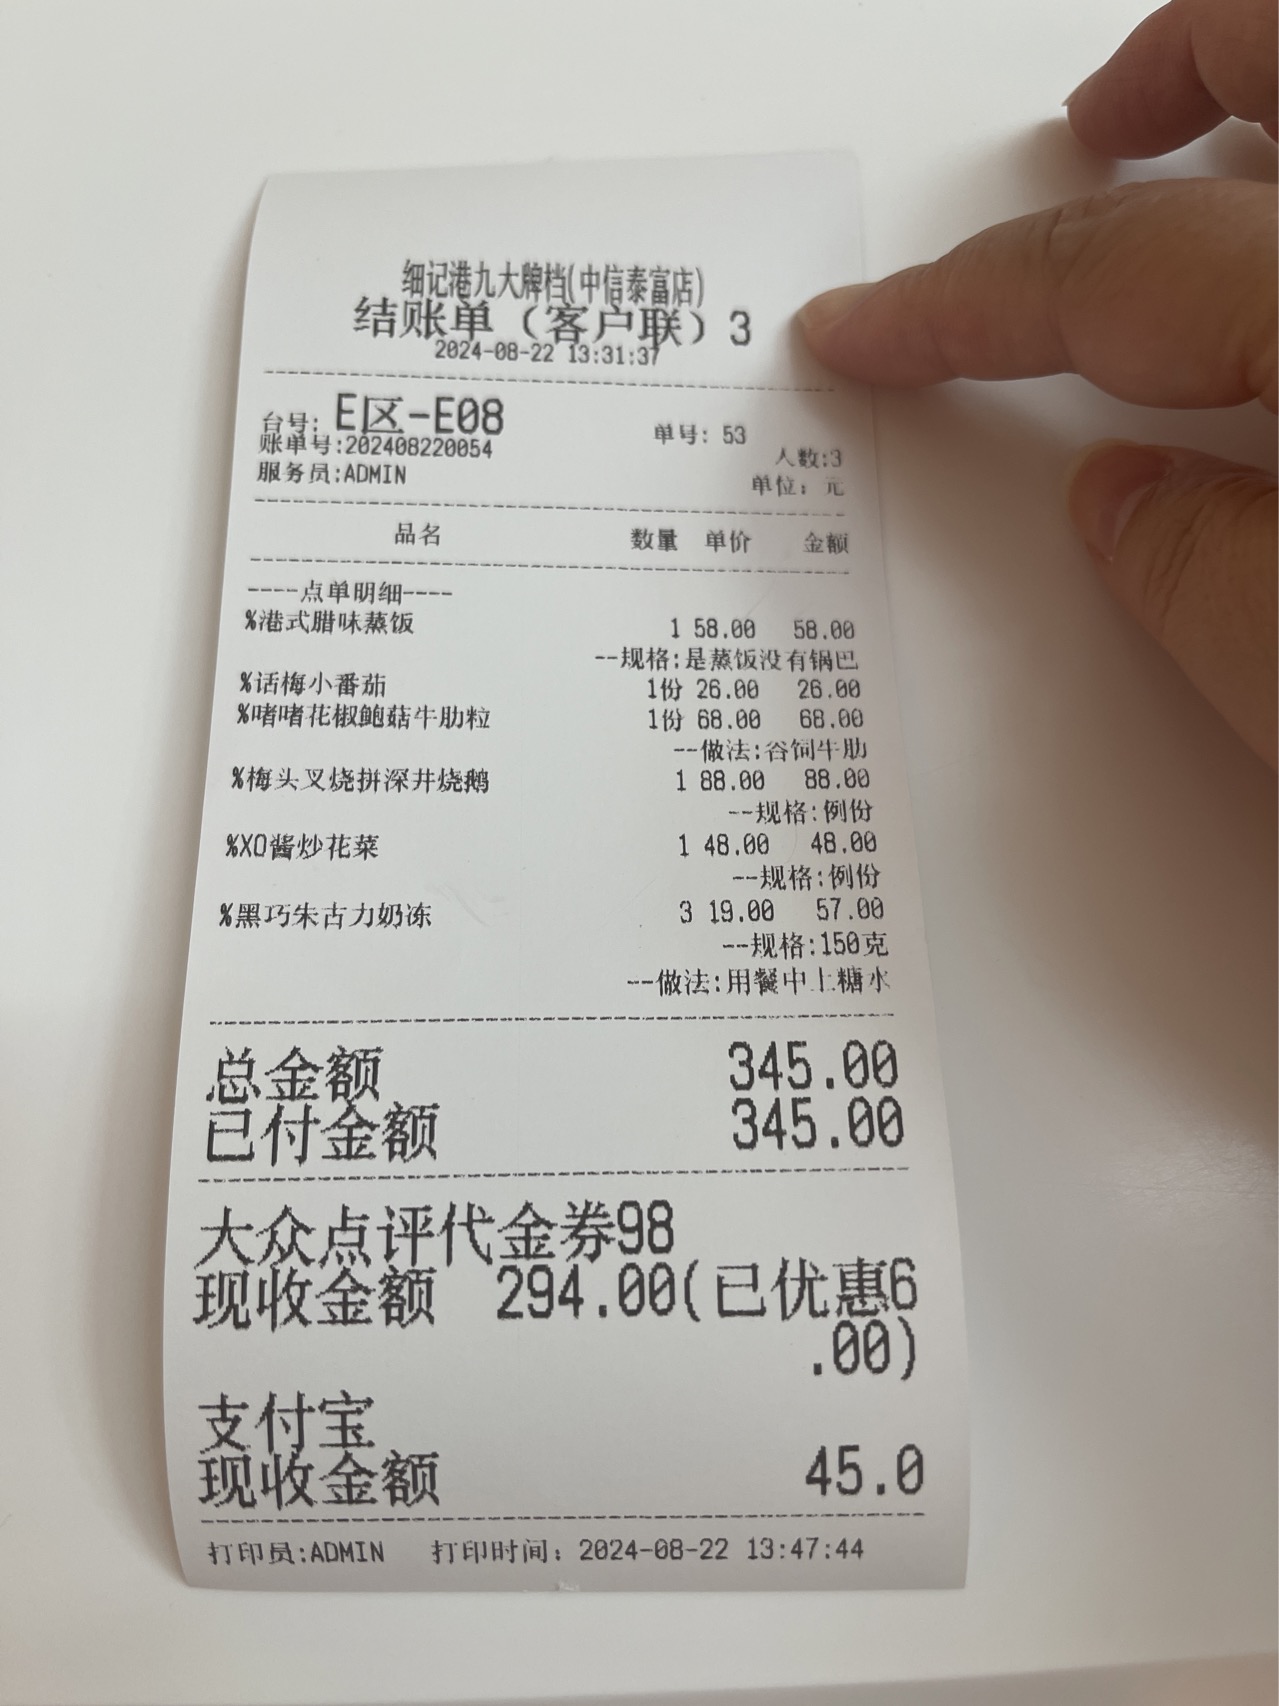 细记港九大牌档(中信泰富店)
结账单（客户联）3
2024-08-22 13:31:37
台号: E区-E08 单号: 53
账单号:202408220054 人数:3
服务员:ADMIN 单位: 元
品名 数量 单价 金额
----点单明细----
%港式腊味蒸饭 1 58.00 58.00
--规格:是蒸饭没有锅巴
%话梅小番茄 1份 26.00 26.00
%啫啫花椒鲍菇牛肋粒 1份 68.00 68.00
--做法:谷饲牛肋
%梅头叉烧拼深井烧鹅 1 88.00 88.00
--规格:例份
%XO酱炒花菜 1 48.00 48.00
--规格:例份
%黑巧朱古力奶冻 3 19.00 57.00
--规格:150克
--做法:用餐中上糖水
总金额 345.00
已付金额 345.00
大众点评代金券98
现收金额 294.00(已优惠6
.00)
支付宝
现收金额 45.0
打印员:ADMIN 打印时间: 2024-08-22 13:47:44